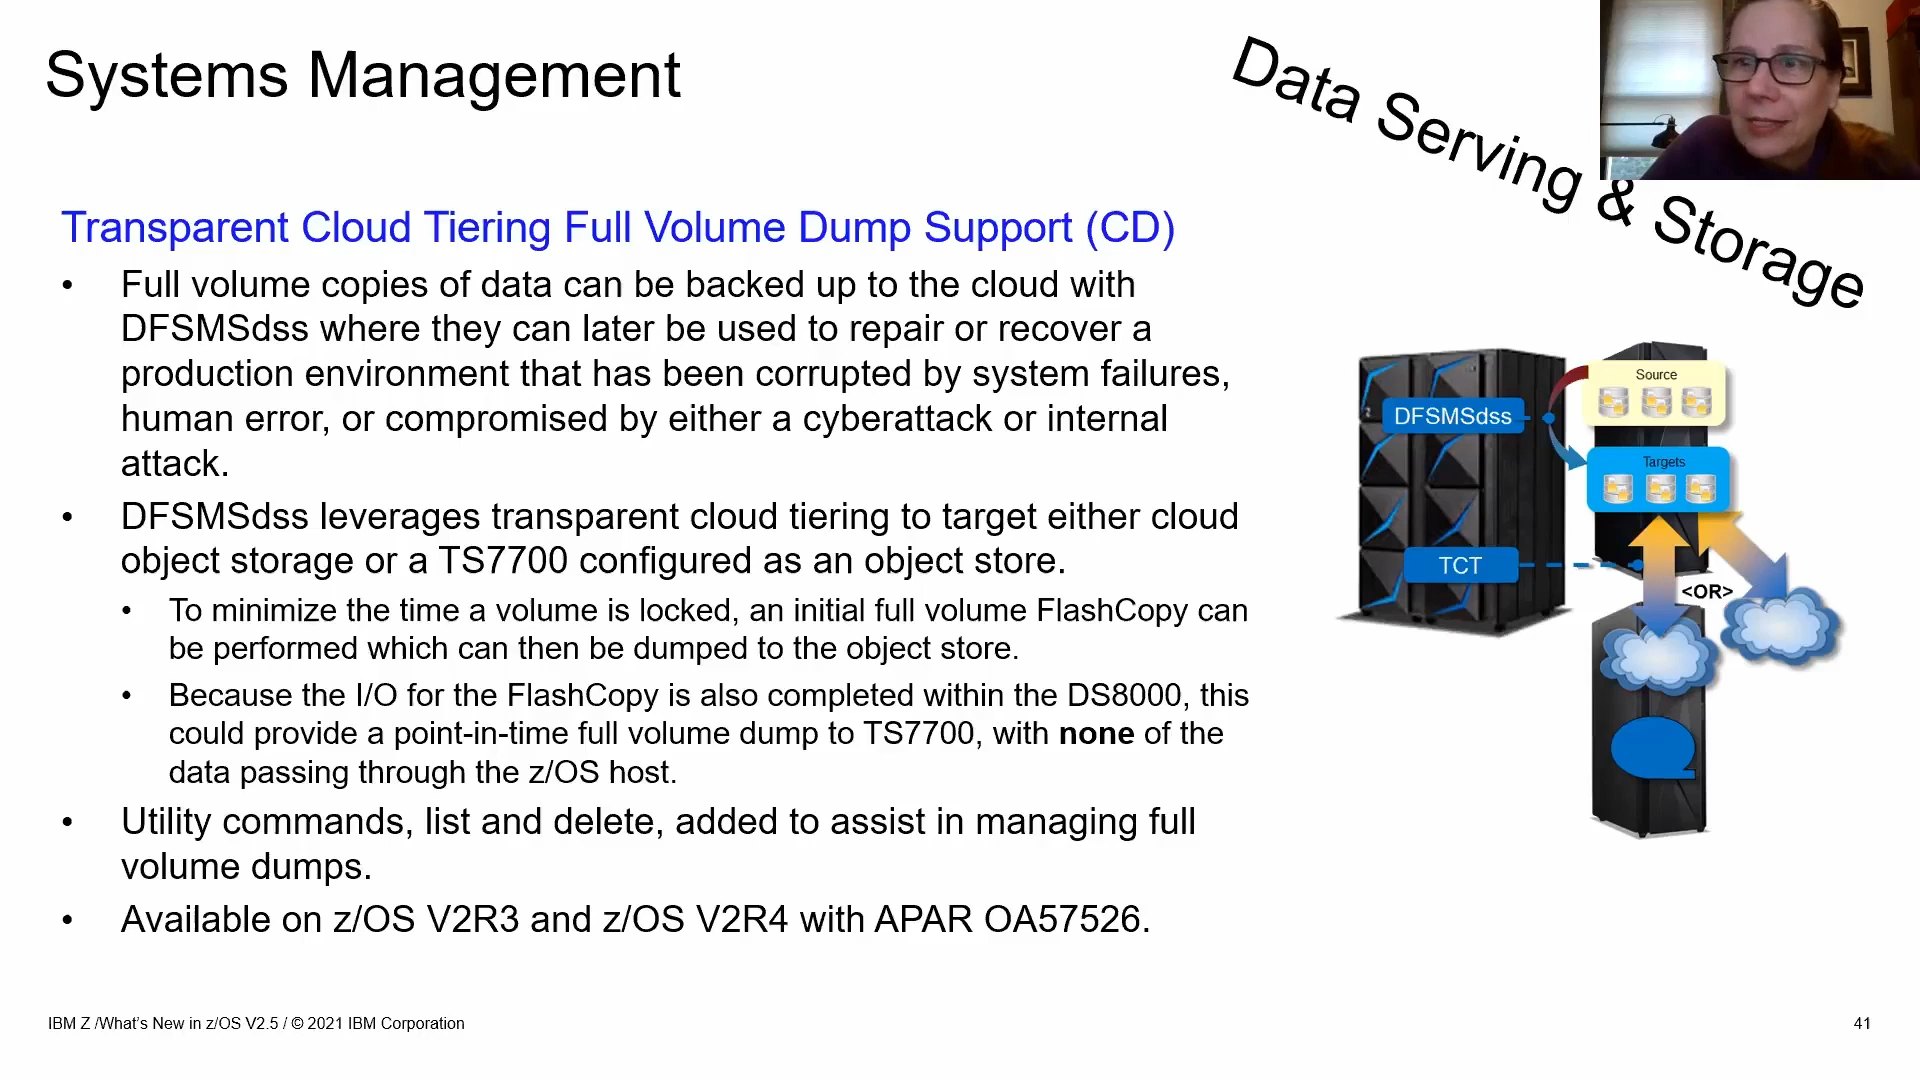 Systems Management
Data Serving & Storage
Transparent Cloud Tiering Full Volume Dump Support (CD)
• Full volume copies of data can be backed up to the cloud with
DFSMSdss where they can later be used to repair or recover a
production environment that has been corrupted by system failures,
human error, or compromised by either a cyberattack or internal
attack.
• DFSMSdss leverages transparent cloud tiering to target either cloud
object storage or a TS7700 configured as an object store.
• To minimize the time a volume is locked, an initial full volume FlashCopy can
be performed which can then be dumped to the object store.
• Because the I/O for the FlashCopy is also completed within the DS8000, this
could provide a point-in-time full volume dump to TS7700, with none of the
data passing through the z/OS host.
• Utility commands, list and delete, added to assist in managing full
volume dumps.
• Available on z/OS V2R3 and z/OS V2R4 with APAR OA57526.
Source
DFSMSdss
Targets
TCT
<OR>
IBM Z /What's New in z/OS V2.5 / © 2021 IBM Corporation
41